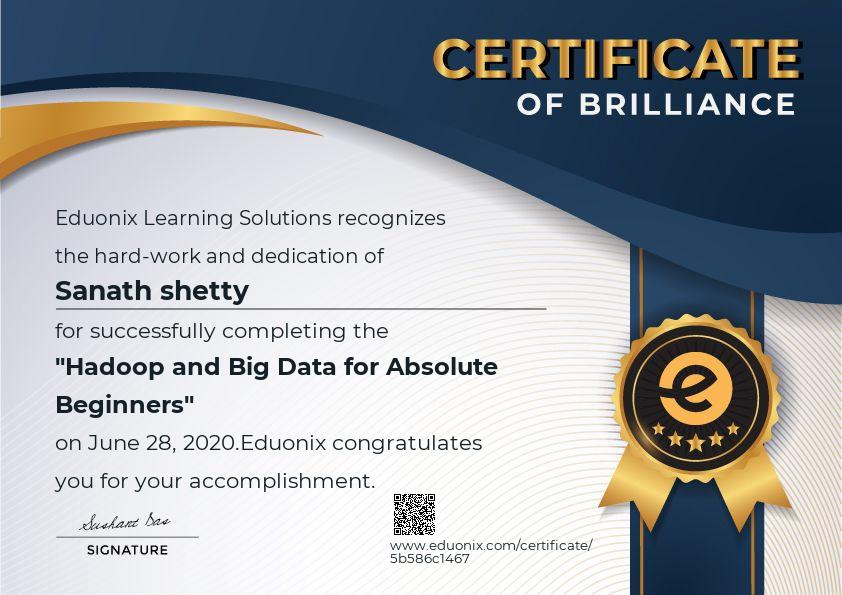 CERTIFICATE
OF BRILLIANCE
Eduonix Learning Solutions recognizes
the hard-work and dedication of
Sanath shetty
for successfully completing the
"Hadoop and Big Data for Absolute
Beginners"
on June 28, 2020.Eduonix congratulates
you for your accomplishment.
Sushant Das
SIGNATURE
www.eduonix.com/certificate/
5b586c1467
e